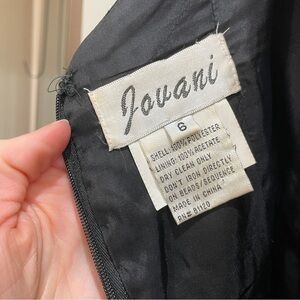 Jovani
6
SHELL: 100% POLYESTER
LINING: 100% ACETATE
DRY CLEAN ONLY
DON'T IRON DIRECTLY
ON BEADS/SEQUENCE
MADE IN CHINA
RN# 81120